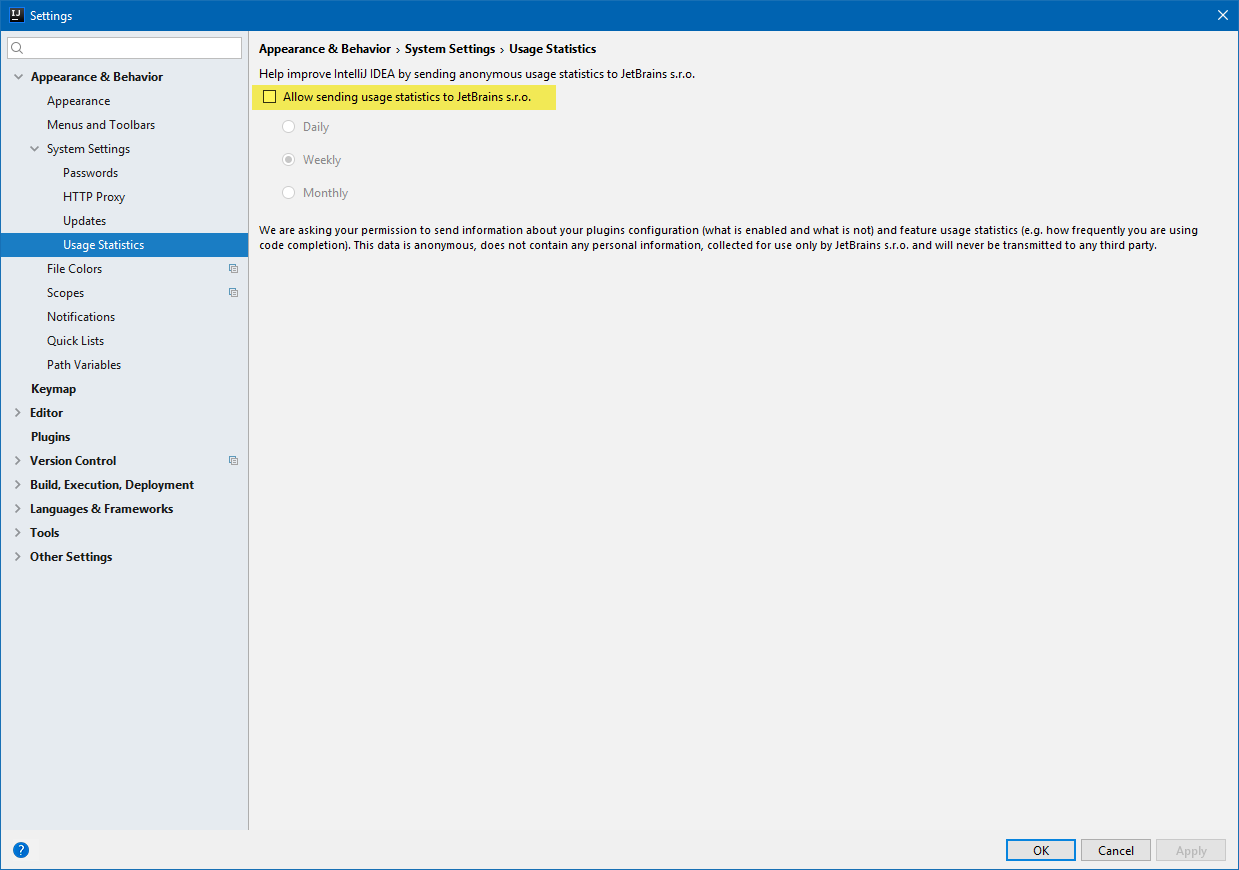 IJ
Settings
Appearance & Behavior
Appearance
Menus and Toolbars
System Settings
Passwords
HTTP Proxy
Updates
Usage Statistics
File Colors
Scopes
Notifications
Quick Lists
Path Variables
Keymap
Editor
Plugins
Version Control
Build, Execution, Deployment
Languages & Frameworks
Tools
Other Settings
Appearance & Behavior › System Settings › Usage Statistics
Help improve IntelliJ IDEA by sending anonymous usage statistics to JetBrains s.r.o.
Allow sending usage statistics to JetBrains s.r.o.
Daily
Weekly
Monthly
We are asking your permission to send information about your plugins configuration (what is enabled and what is not) and feature usage statistics (e.g. how frequently you are using
code completion). This data is anonymous, does not contain any personal information, collected for use only by JetBrains s.r.o. and will never be transmitted to any third party.
?
OK
Cancel
Apply